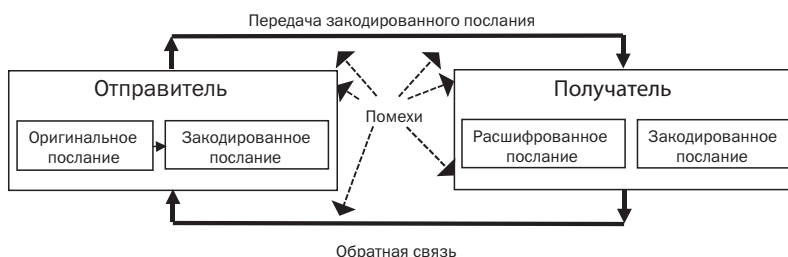 Передача закодированного послания
Отправитель
Получатель
Помехи
Оригинальное
послание
Закодированное
послание
Расшифрованное
послание
Закодированное
послание
Обратная связь